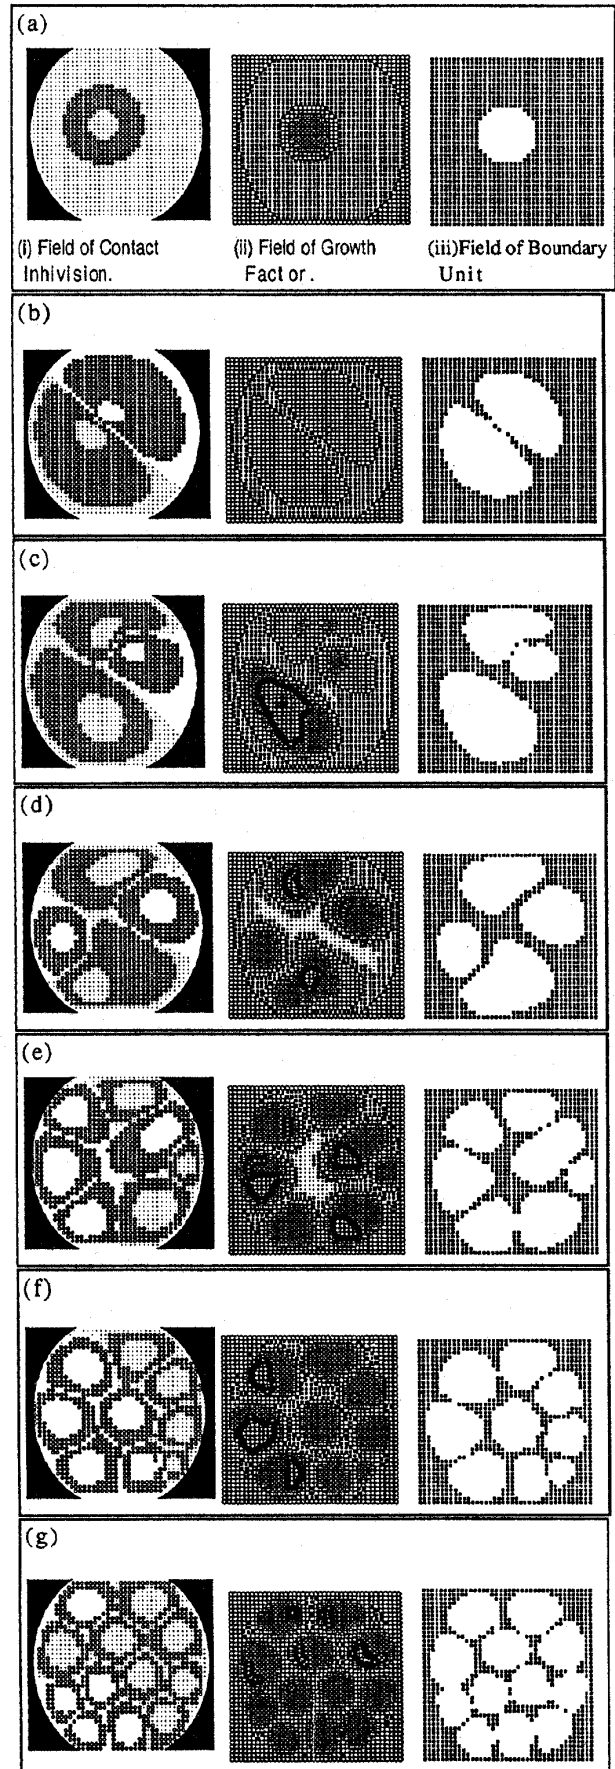 (a)
(i) Field of Contact
Inhivision.
(ii) Field of Growth
Fact or .
(iii)Field of Boundary
Unit
(b)
(c)
(d)
(e)
(f)
(g)